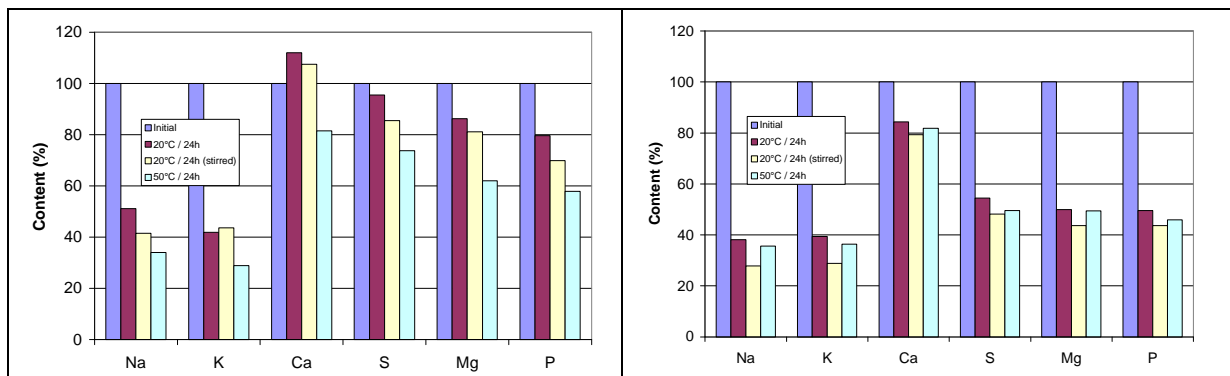 120
100
80
60
40
20
0
Content (%)
Initial
20°C / 24h
20°C / 24h (stirred)
50°C / 24h
Na K Ca S Mg P
120
100
80
60
40
20
0
Content (%)
Initial
20°C / 24h
20°C / 24h (stirred)
50°C / 24h
Na K Ca S Mg P